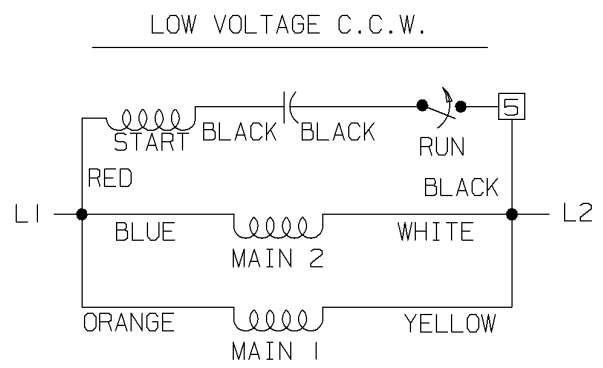 LOW VOLTAGE C.C.W.
5
START
BLACK
BLACK
RUN
RED
BLACK
L1
L2
BLUE
WHITE
MAIN 2
ORANGE
YELLOW
MAIN 1